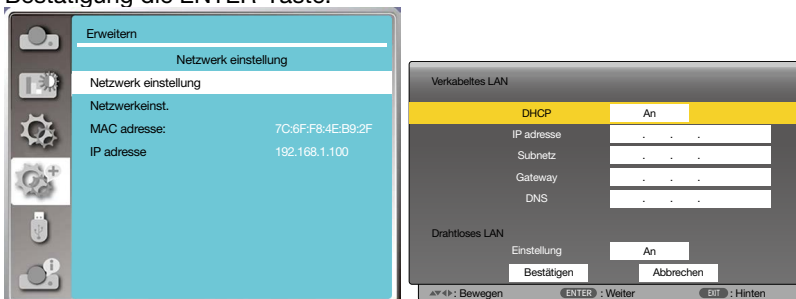 Bestätigung die ENTER-Taste.
Erweitern
Netzwerk einstellung
Netzwerk einstellung
Netzwerkeinst.
MAC adresse: 7C:6F:F8:4E:B9:2F
IP adresse 192.168.1.100
Verkabeltes LAN
DHCP An
IP adresse . . .
Subnetz . . .
Gateway . . .
DNS . . .
Drahtloses LAN
Einstellung An
Bestätigen Abbrechen
: Bewegen ENTER : Weiter EXIT : Hinten